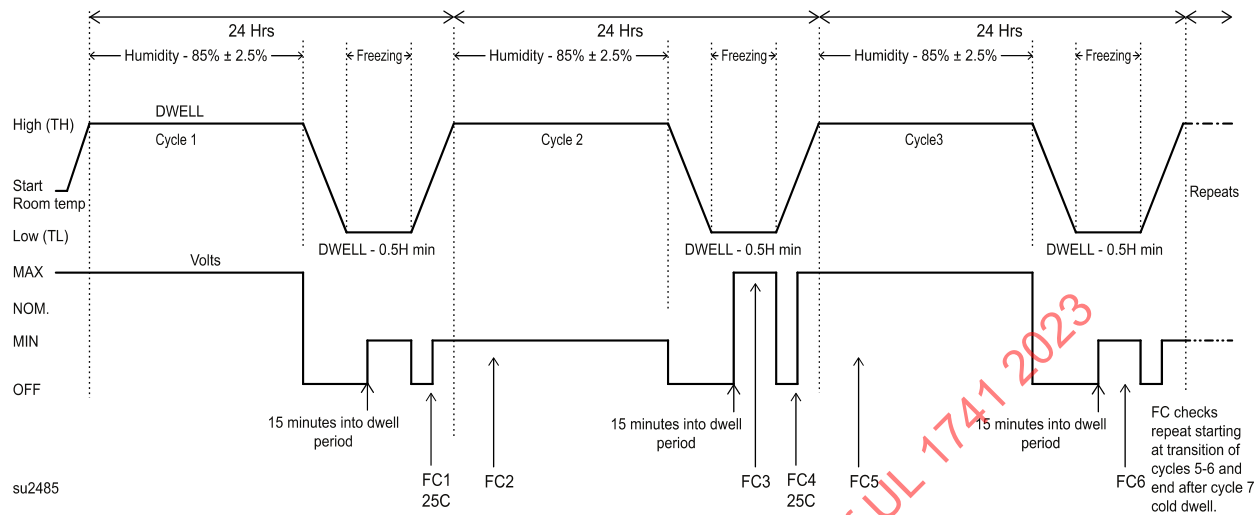 24 Hrs 24 Hrs 24 Hrs
Humidity - 85% ± 2.5% Freezing Humidity - 85% ± 2.5% Freezing Humidity - 85% ± 2.5% Freezing
DWELL
High (TH)
Cycle 1 Cycle 2 Cycle3
Start
Room temp
Repeats
Low (TL)
DWELL - 0.5H min DWELL - 0.5H min DWELL - 0.5H min
Volts
MAX
NOM.
MIN
OFF
15 minutes into dwell
period
15 minutes into dwell
period
15 minutes into dwell
period
FC checks
repeat starting
at transition of
cycles 5-6 and
end after cycle 7
cold dwell.
FC1
25C
FC2
FC3
FC4
25C
FC5
FC6
su2485
UL 1741 2023